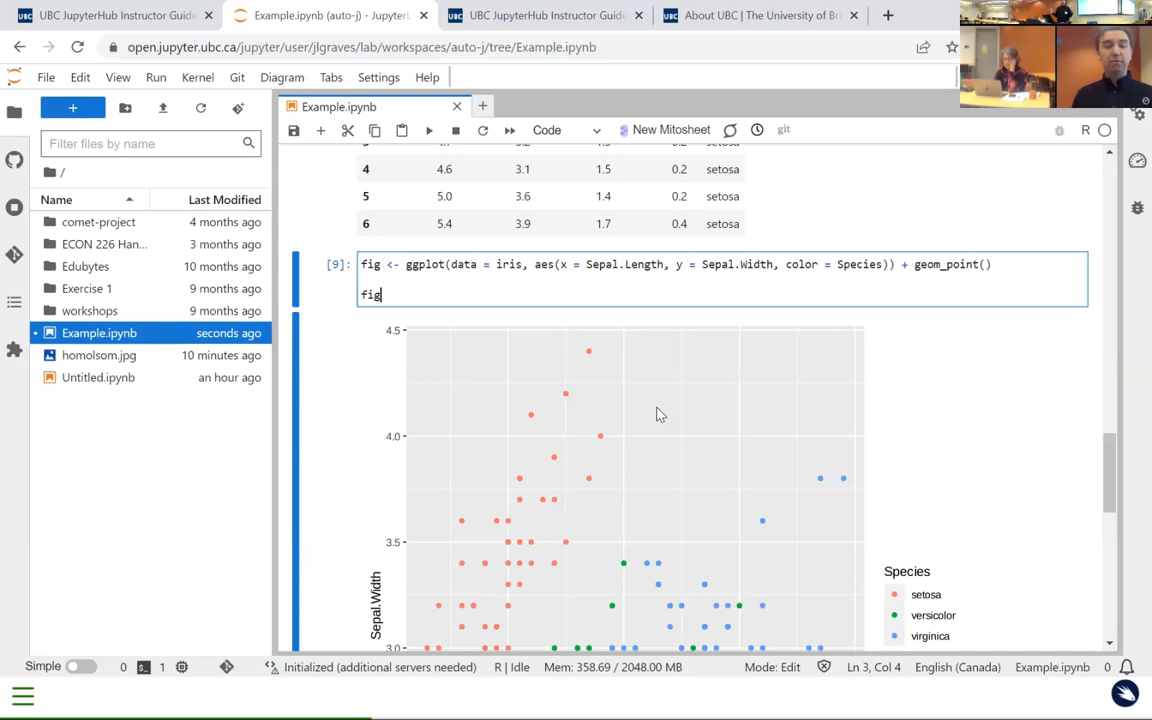 UBC JupyterHub Instructor Guide
Example.ipynb (auto-j) - Jupyter
UBC JupyterHub Instructor Guide
About UBC | The University of Bri
open.jupyter.ubc.ca/jupyter/user/jlgraves/lab/workspaces/auto-j/tree/Example.ipynb
File Edit View Run Kernel Git Diagram Tabs Settings Help
Example.ipynb
Code New Mitosheet git R
Filter files by name
/
Name Last Modified
comet-project 4 months ago
ECON 226 Han... 3 months ago
Edubytes 10 months ago
Exercise 1 9 months ago
workshops 9 months ago
Example.ipynb seconds ago
homolsom.jpg 10 minutes ago
Untitled.ipynb an hour ago
4 4.6 3.1 1.5 0.2 setosa
5 5.0 3.6 1.4 0.2 setosa
6 5.4 3.9 1.7 0.4 setosa
[9]: fig <- ggplot(data = iris, aes(x = Sepal.Length, y = Sepal.Width, color = Species)) + geom_point()
fig
4.5
4.0
3.5
3.0
Sepal.Width
Species
setosa
versicolor
virginica
Simple 0 1 Initialized (additional servers needed) R | Idle Mem: 358.69 / 2048.00 MB Mode: Edit Ln 3, Col 4 English (Canada) Example.ipynb 0